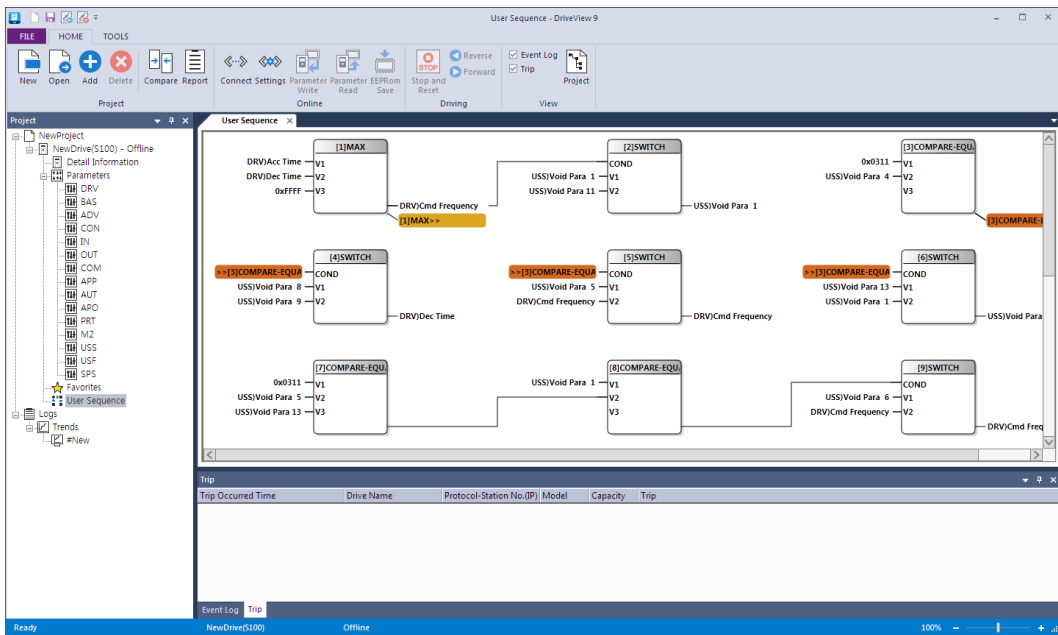 User Sequence - DriveView 9
FILE HOME TOOLS
New Open Add Delete Compare Report
Project
Connect Settings Parameter Write Parameter Read EEPRom Save
Online
STOP
Stop and Reset
Reverse
Forward
Driving
Event Log
Trip
Project
View
Project
NewProject
NewDrive(S100) - Offline
Detail Information
Parameters
DRV
BAS
ADV
CON
IN
OUT
COM
APP
AUT
APO
PRT
M2
USS
USF
SPS
Favorites
User Sequence
Logs
Trends
#New
User Sequence
[1]MAX
DRV)Acc Time V1
DRV)Dec Time V2
0xFFFF V3
DRV)Cmd Frequency
[1]MAX>>
[2]SWITCH
COND
USS)Void Para 1 V1
USS)Void Para 11 V2
USS)Void Para 1
[3]COMPARE-EQU
0x0311 V1
USS)Void Para 4 V2
V3
[3]COMPARE-
[4]SWITCH
>>[3]COMPARE-EQUA COND
USS)Void Para 8 V1
USS)Void Para 9 V2
DRV)Dec Time
[5]SWITCH
>>[3]COMPARE-EQUA COND
USS)Void Para 5 V1
DRV)Cmd Frequency V2
DRV)Cmd Frequency
[6]SWITCH
>>[3]COMPARE-EQUA COND
USS)Void Para 13 V1
USS)Void Para 1 V2
USS)Void Para
[7]COMPARE-EQU
0x0311 V1
USS)Void Para 5 V2
USS)Void Para 13 V3
[8]COMPARE-EQU
USS)Void Para 1 V1
V2
V3
[9]SWITCH
COND
USS)Void Para 6 V1
DRV)Cmd Frequency V2
DRV)Cmd Freq
Trip
Trip Occurred Time Drive Name Protocol-Station No.(IP) Model Capacity Trip
Event Log Trip
Ready NewDrive(S100) Offline 100%